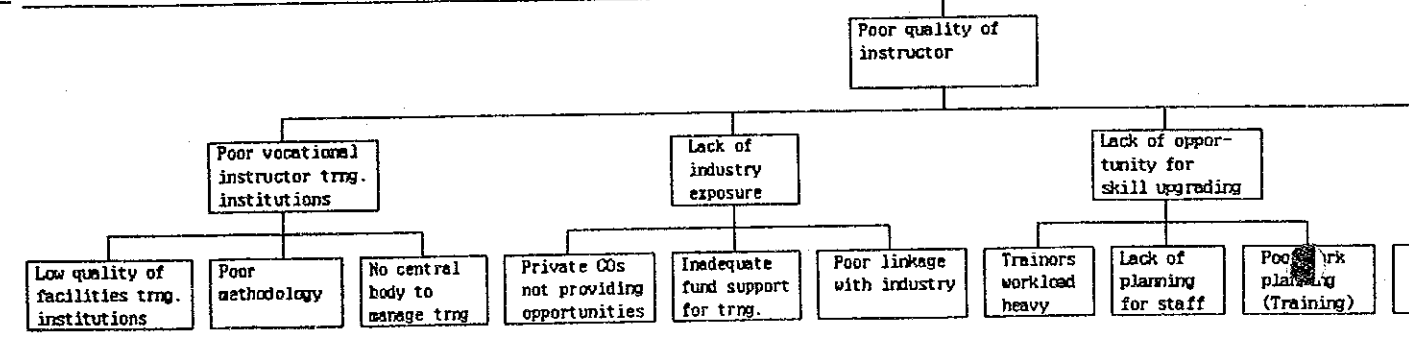 Poor quality of
instructor
Poor vocational
instructor trng.
institutions
Lack of
industry
exposure
Lack of oppor-
tunity for
skill upgrading
Low quality of
facilities trng.
institutions
Poor
methodology
No central
body to
manage trng
Private COs
not providing
opportunities
Inadequate
fund support
for trng.
Poor linkage
with industry
Trainors
workload
heavy
Lack of
planning
for staff
(Training)